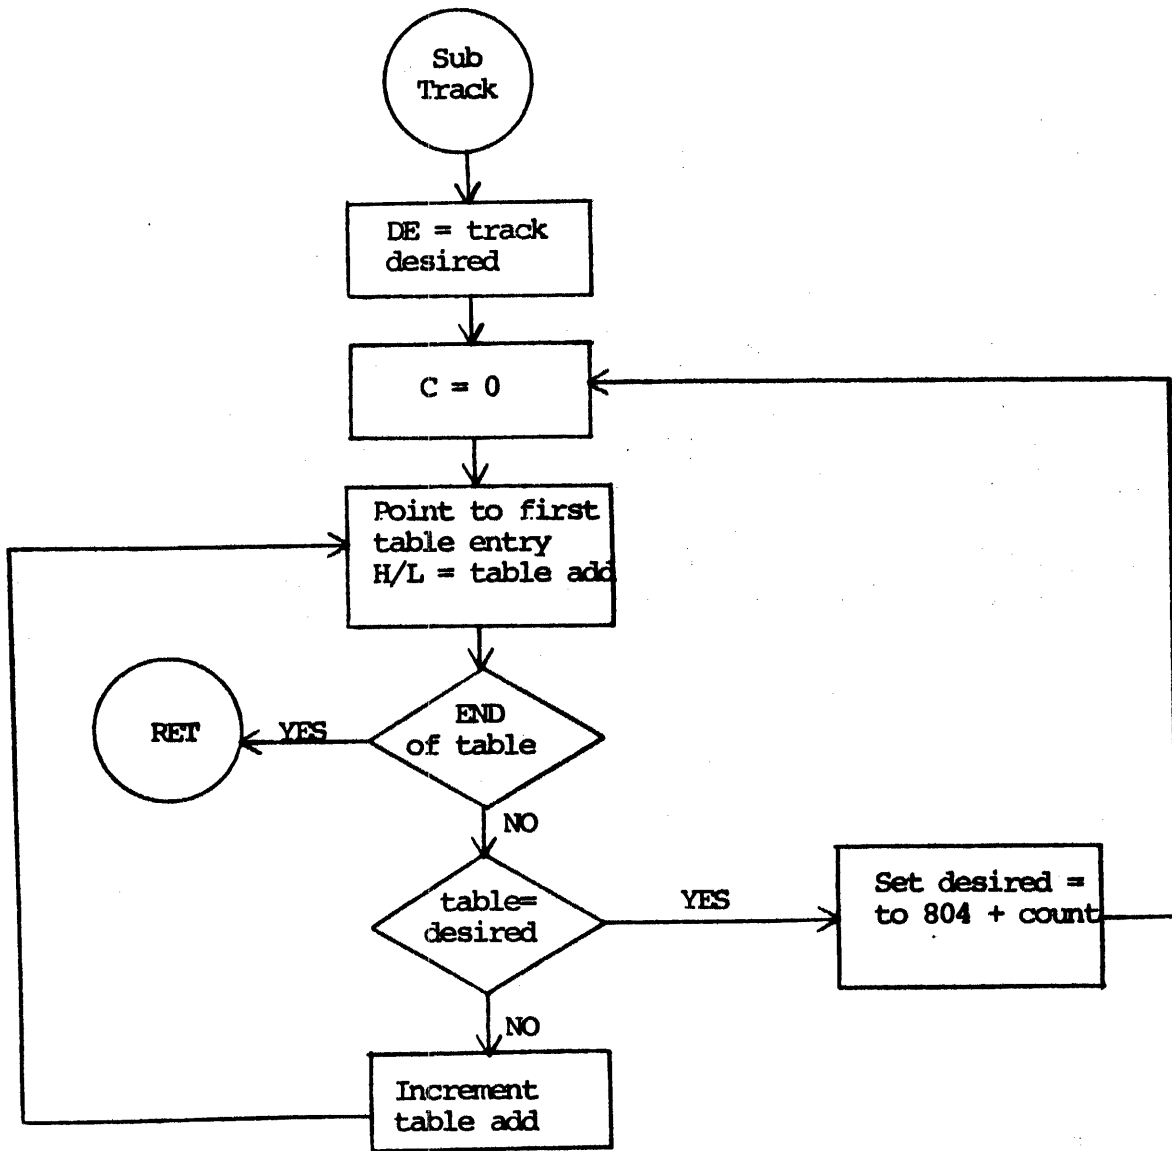 Sub
Track
DE = track
desired
C = 0
Point to first
table entry
H/L = table add
END
of table
YES
RET
NO
table=
desired
YES
Set desired =
to 804 + count
NO
Increment
table add